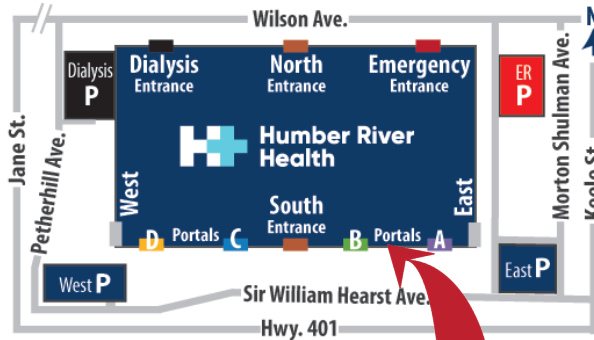 Wilson Ave.
N
Dialysis
P
Dialysis
Entrance
North
Entrance
Emergency
Entrance
ER
P
Jane St.
Petherhill Ave.
Humber River
Health
Morton Shulman Ave.
Keele St.
West
East
South
Entrance
D
Portals
C
B
Portals
A
West P
East P
Sir William Hearst Ave.
Hwy. 401